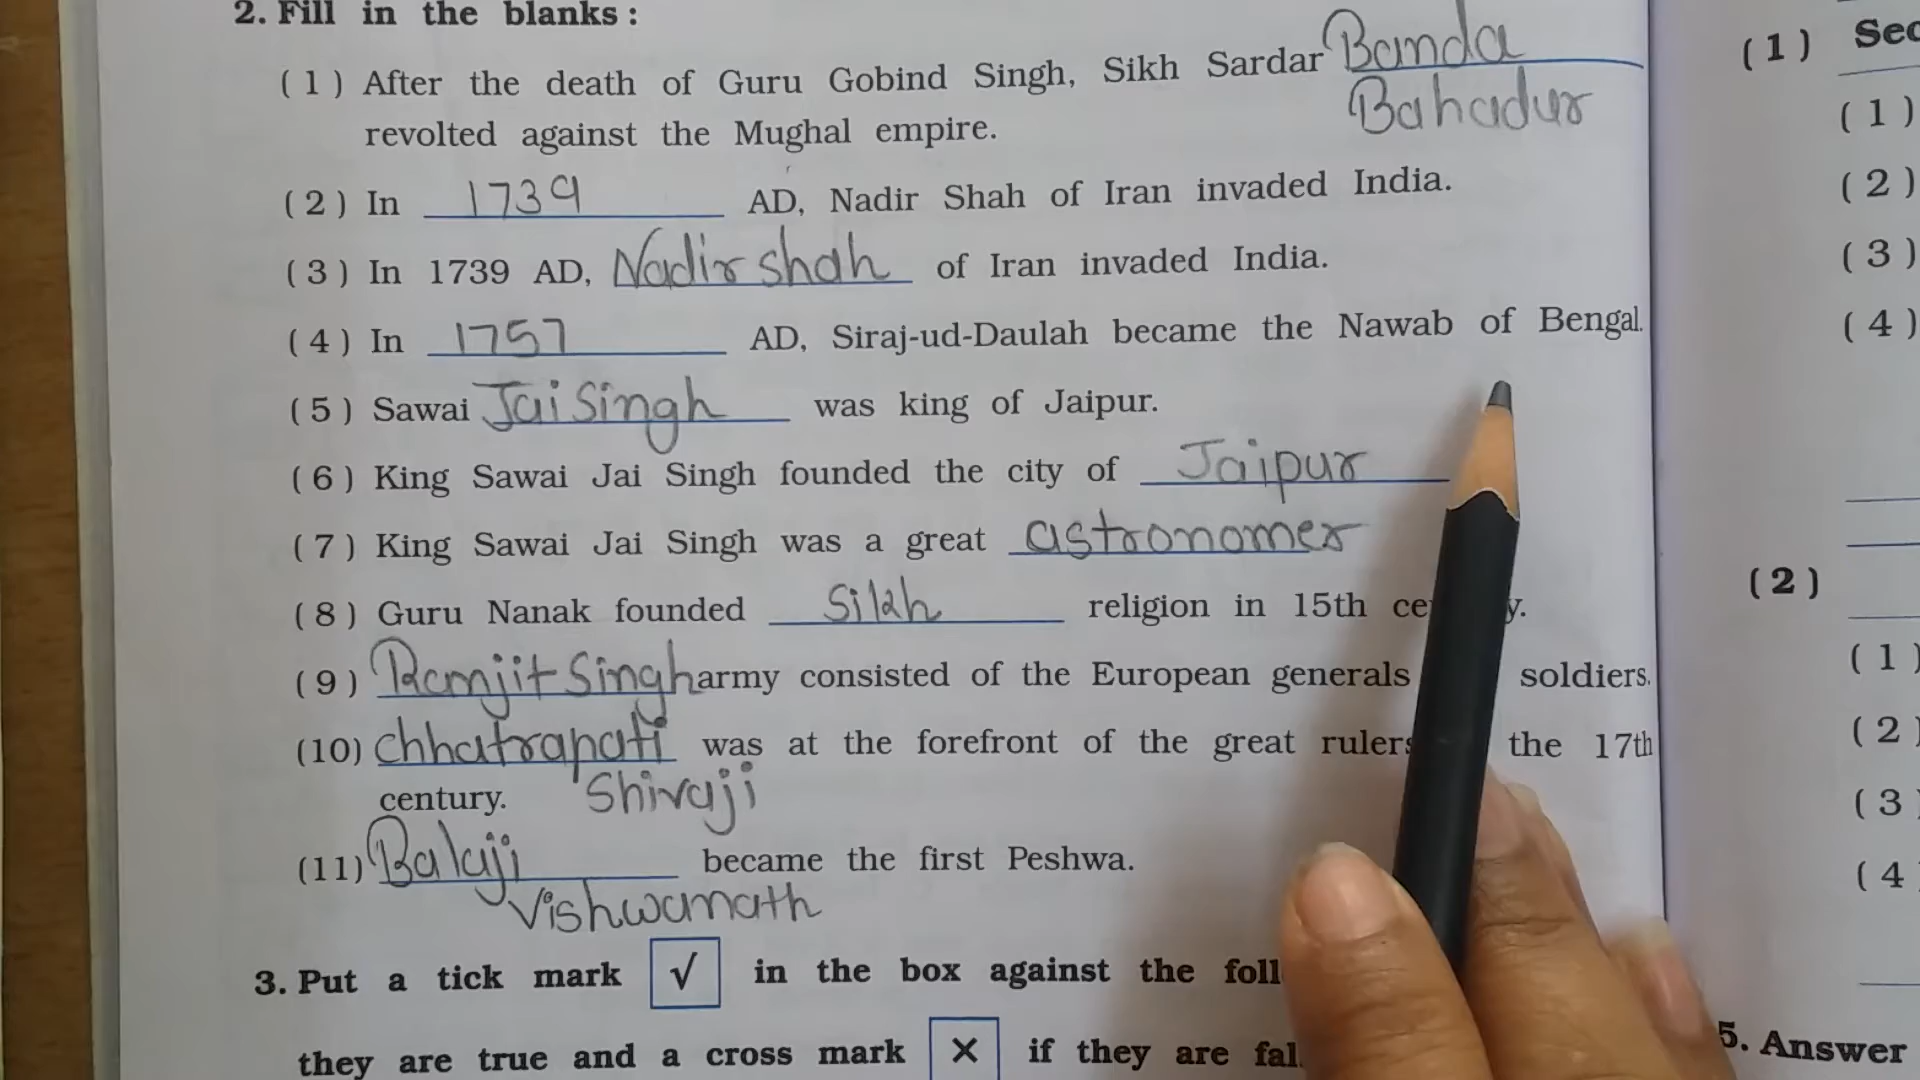 2. Fill in the blanks :
( 1 ) After the death of Guru Gobind Singh, Sikh Sardar Banda
Bahadur
revolted against the Mughal empire.
( 2 ) In 1739 AD, Nadir Shah of Iran invaded India.
( 3 ) In 1739 AD, Nadir shah of Iran invaded India.
( 4 ) In 1757 AD, Siraj-ud-Daulah became the Nawab of Bengal.
( 5 ) Sawai Jai Singh was king of Jaipur.
( 6 ) King Sawai Jai Singh founded the city of Jaipur
( 7 ) King Sawai Jai Singh was a great astronomer
( 8 ) Guru Nanak founded Sikh religion in 15th
( 9 ) Ramjit Singh army consisted of the European generals soldiers.
(10) chhatrapati was at the forefront of the great rulers the 17th
century. Shivaji
(11) Balaji became the first Peshwa.
Vishwanath
3. Put a tick mark √ in the box against the
they are true and a cross mark × if they are
( 1 )
( 1 )
( 2 )
( 3 )
( 4 )
( 2 )
( 1 )
( 2 )
( 3
( 4
5. Answer